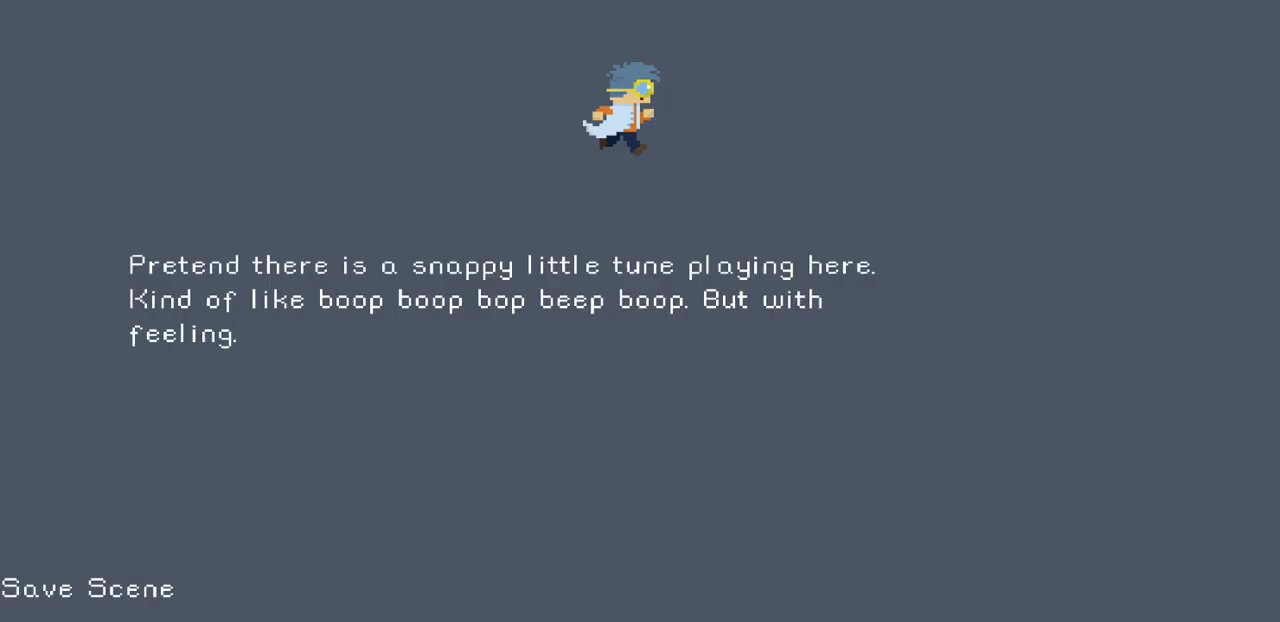 Pretend there is a snappy little tune playing here.
Kind of like boop boop bop beep boop. But with
feeling.
Save Scene